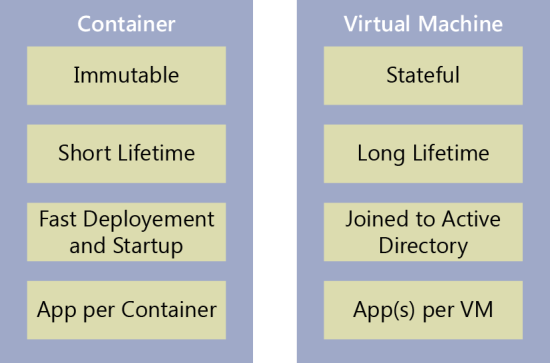 Container
Immutable
Short Lifetime
Fast Deployement
and Startup
App per Container
Virtual Machine
Stateful
Long Lifetime
Joined to Active
Directory
App(s) per VM